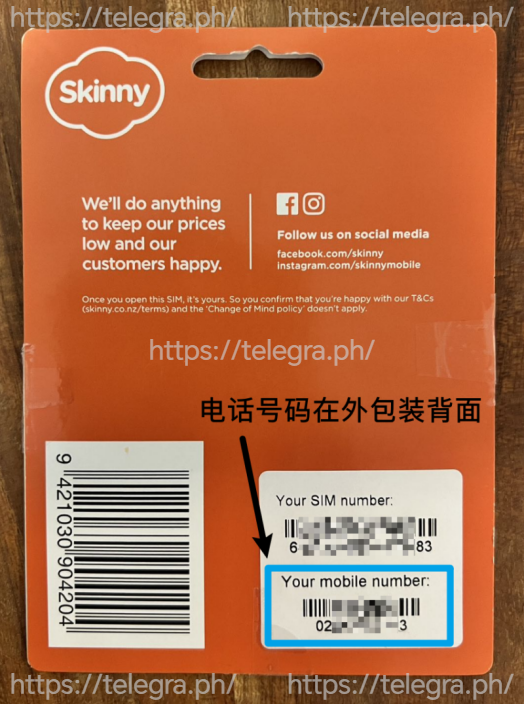 https://telegra.ph/ https://telegra.ph/
Skinny
We'll do anything
to keep our prices
low and our
customers happy.
Follow us on social media
facebook.com/skinny
instagram.com/skinnymobile
Once you open this SIM, it's yours. So you confirm that you're happy with our T&Cs
(skinny.co.nz/terms) and the 'Change of Mind policy' doesn't apply.
https://telegra.ph/
电话号码在外包装背面
9 421030 904204
Your SIM number:
6 83
Your mobile number:
02 3
https://telegra.ph/ https://telegra.ph/